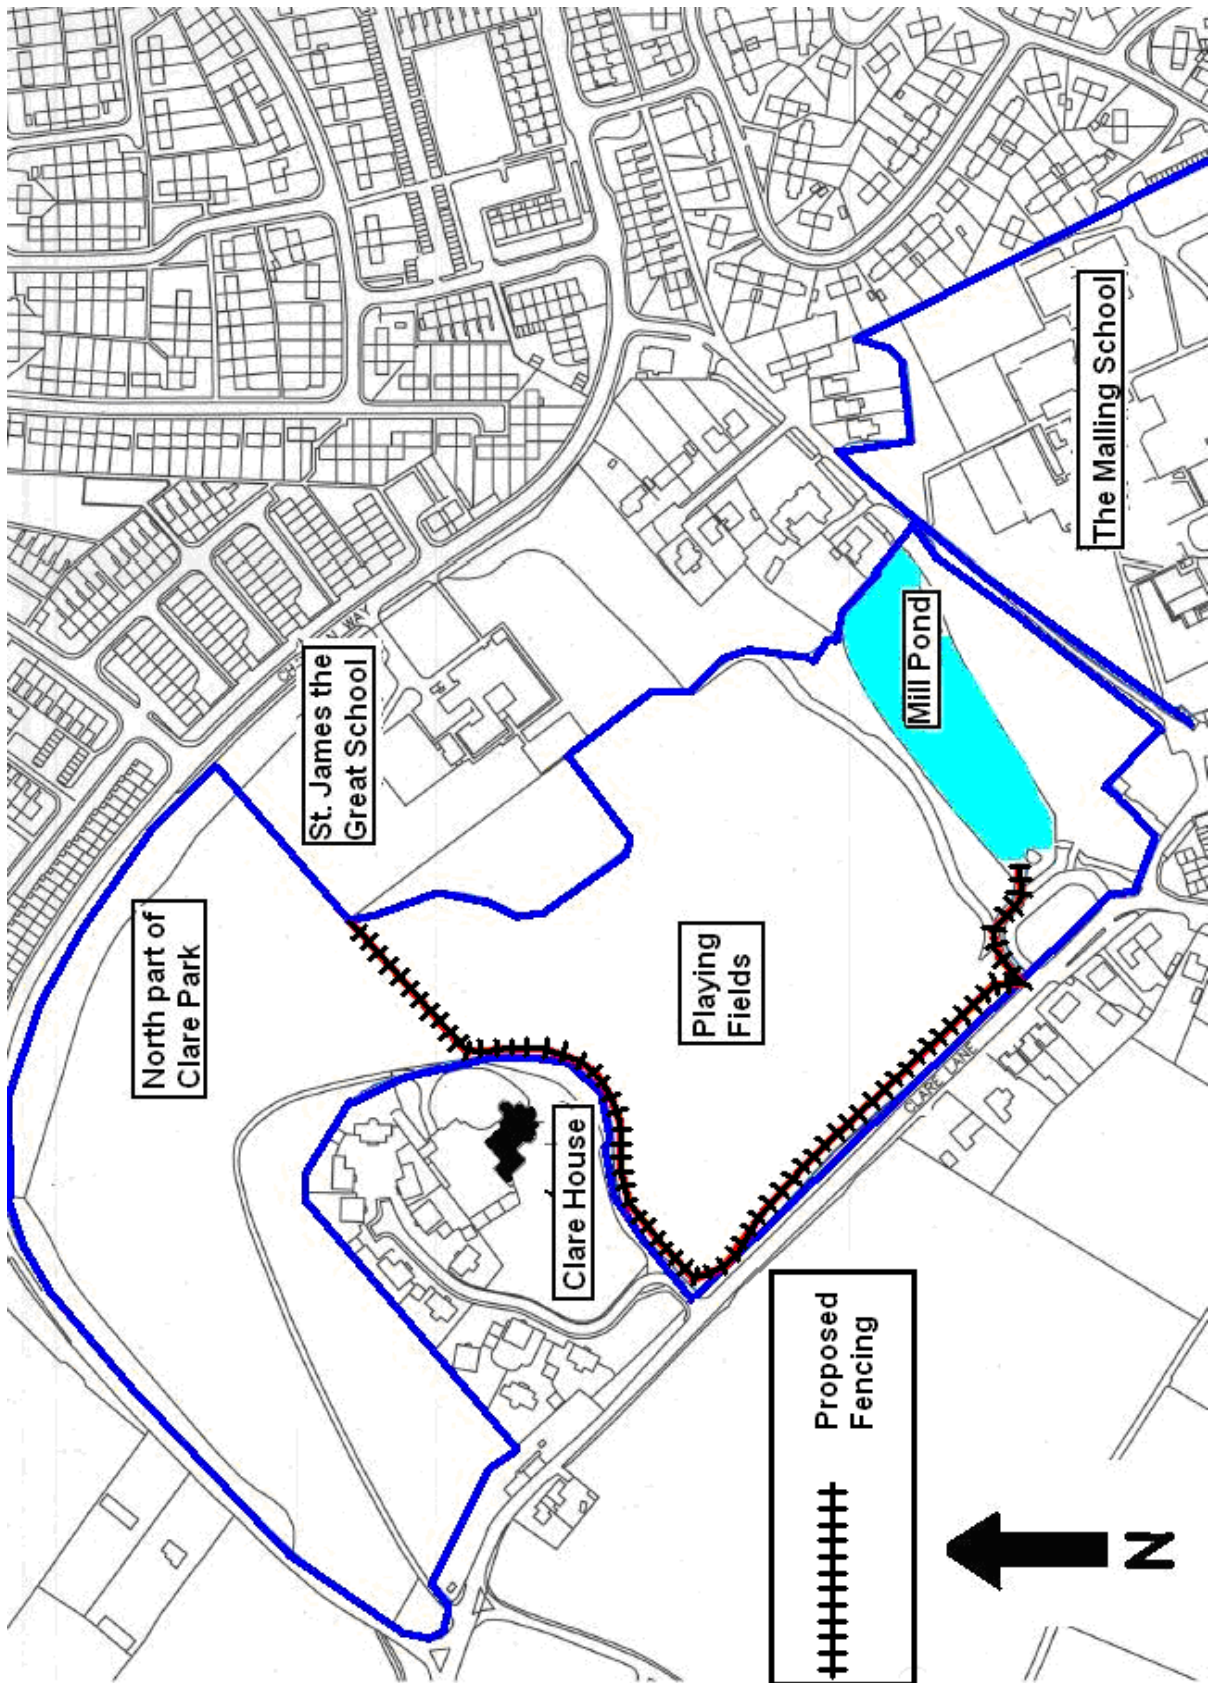 North part of
Clare Park
St. James the
Great School
WAY
Clare House
Playing
Fields
Mill Pond
The Malling School
CLARE LANE
Proposed
Fencing
N